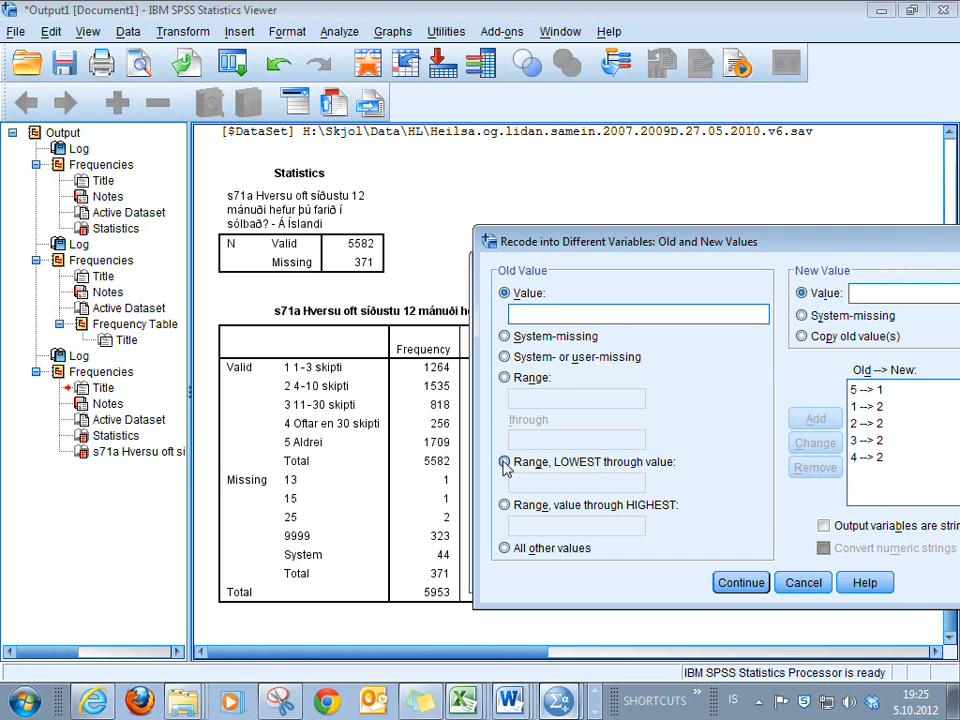 *Output1 [Document1] - IBM SPSS Statistics Viewer
File Edit View Data Transform Insert Format Analyze Graphs Utilities Add-ons Window Help
Output
Log
Frequencies
Title
Notes
Active Dataset
Statistics
Log
Frequencies
Title
Notes
Active Dataset
Frequency Table
Title
Log
Frequencies
Title
Notes
Active Dataset
Statistics
s71a Hversu oft sí
[$DataSet] H:\Skjol\Data\HL\Heilsa.og.lidan.samein.2007.2009D.27.05.2010.v6.sav
Statistics
s71a Hversu oft síðustu 12
mánuði hefur þú farið í
sólbað? - Á Íslandi
N Valid 5582
Missing 371
s71a Hversu oft síðustu 12 mánuði he
Frequency
Valid 1 1-3 skipti 1264
2 4-10 skipti 1535
3 11-30 skipti 818
4 Oftar en 30 skipti 256
5 Aldrei 1709
Total 5582
Missing 13 1
15 1
25 2
9999 323
System 44
Total 371
Total 5953
Recode into Different Variables: Old and New Values
Old Value
Value:
System-missing
System- or user-missing
Range:
through
Range, LOWEST through value:
Range, value through HIGHEST:
All other values
New Value
Value:
System-missing
Copy old value(s)
Old --> New:
5 --> 1
1 --> 2
2 --> 2
3 --> 2
4 --> 2
Add
Change
Remove
Output variables are strin
Convert numeric strings
Continue Cancel Help
IBM SPSS Statistics Processor is ready
SHORTCUTS » IS 19:25
5.10.2012